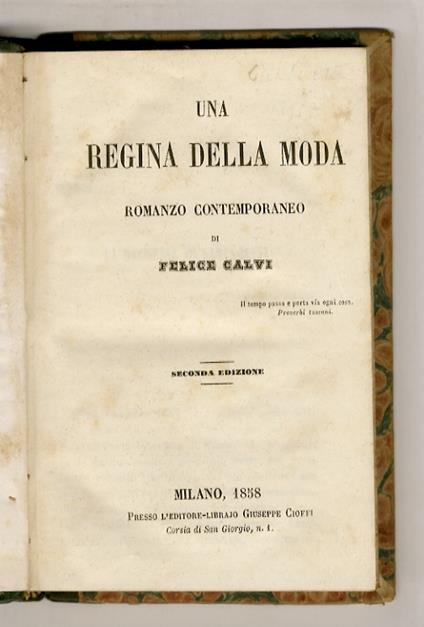 UNA
REGINA DELLA MODA
ROMANZO CONTEMPORANEO
DI
FELICE CALVI
Il tempo passa e porta via ogni cosa.
Proverbi toscani.
SECONDA EDIZIONE
MILANO, 1858
PRESSO L'EDITORE-LIBRAJO GIUSEPPE CIOFFI
Corsia di San Giorgio, n. 1.